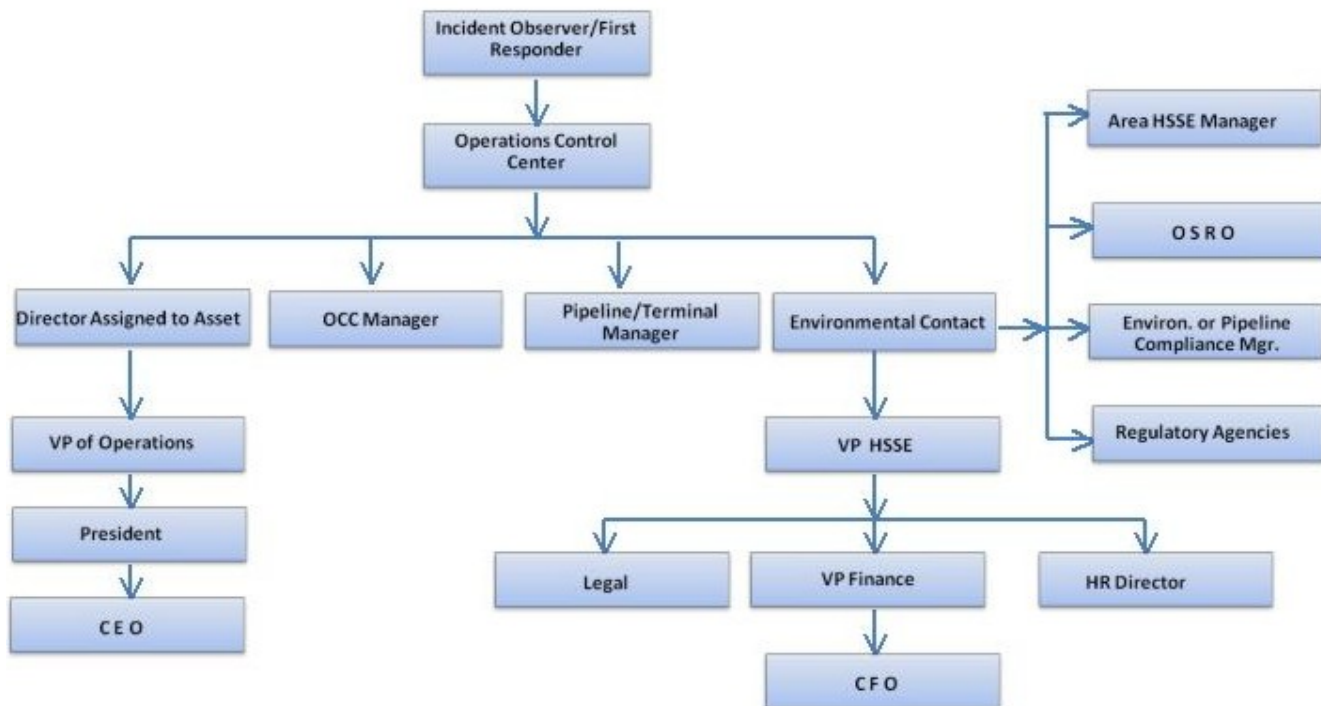 Incident Observer/First
Responder
Operations Control
Center
Area HSSE Manager
O S R O
Director Assigned to Asset
OCC Manager
Pipeline/Terminal
Manager
Environmental Contact
Environ. or Pipeline
Compliance Mgr.
Regulatory Agencies
VP of Operations
VP HSSE
President
Legal
VP Finance
HR Director
C E O
C F O